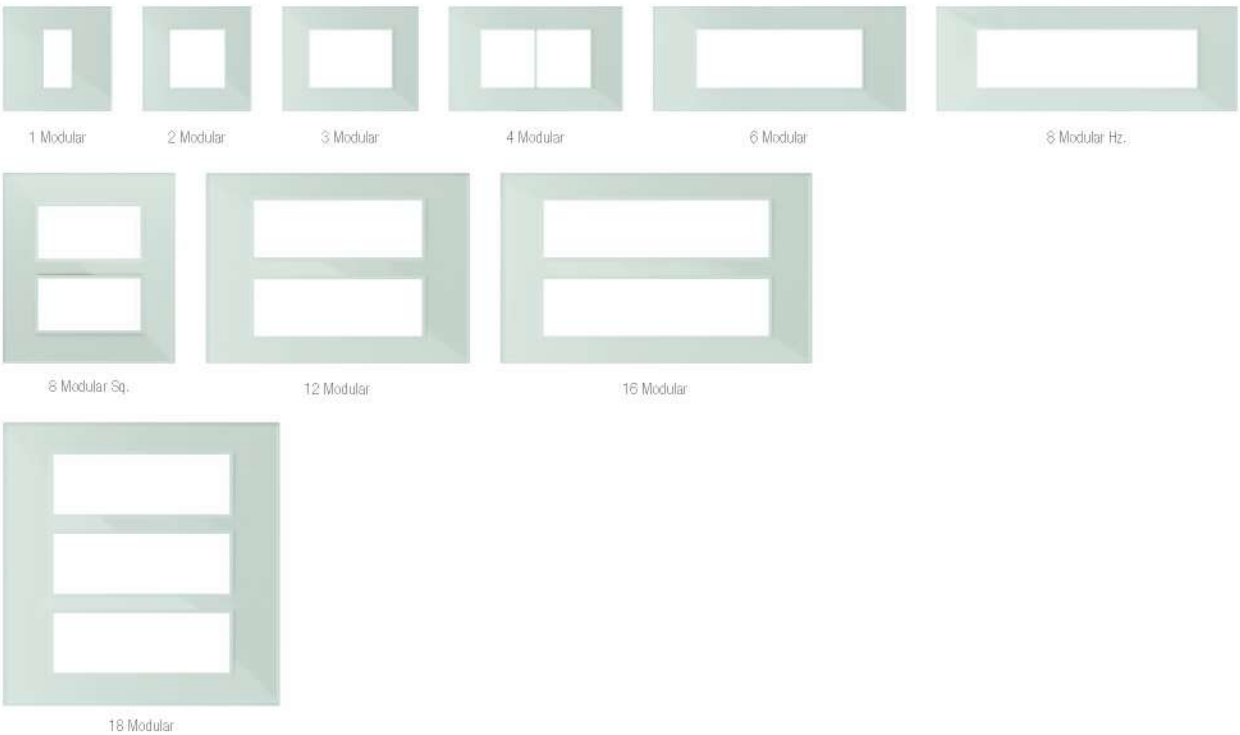 1 Modular
2 Modular
3 Modular
4 Modular
6 Modular
8 Modular Hz.
8 Modular Sq.
12 Modular
16 Modular
18 Modular